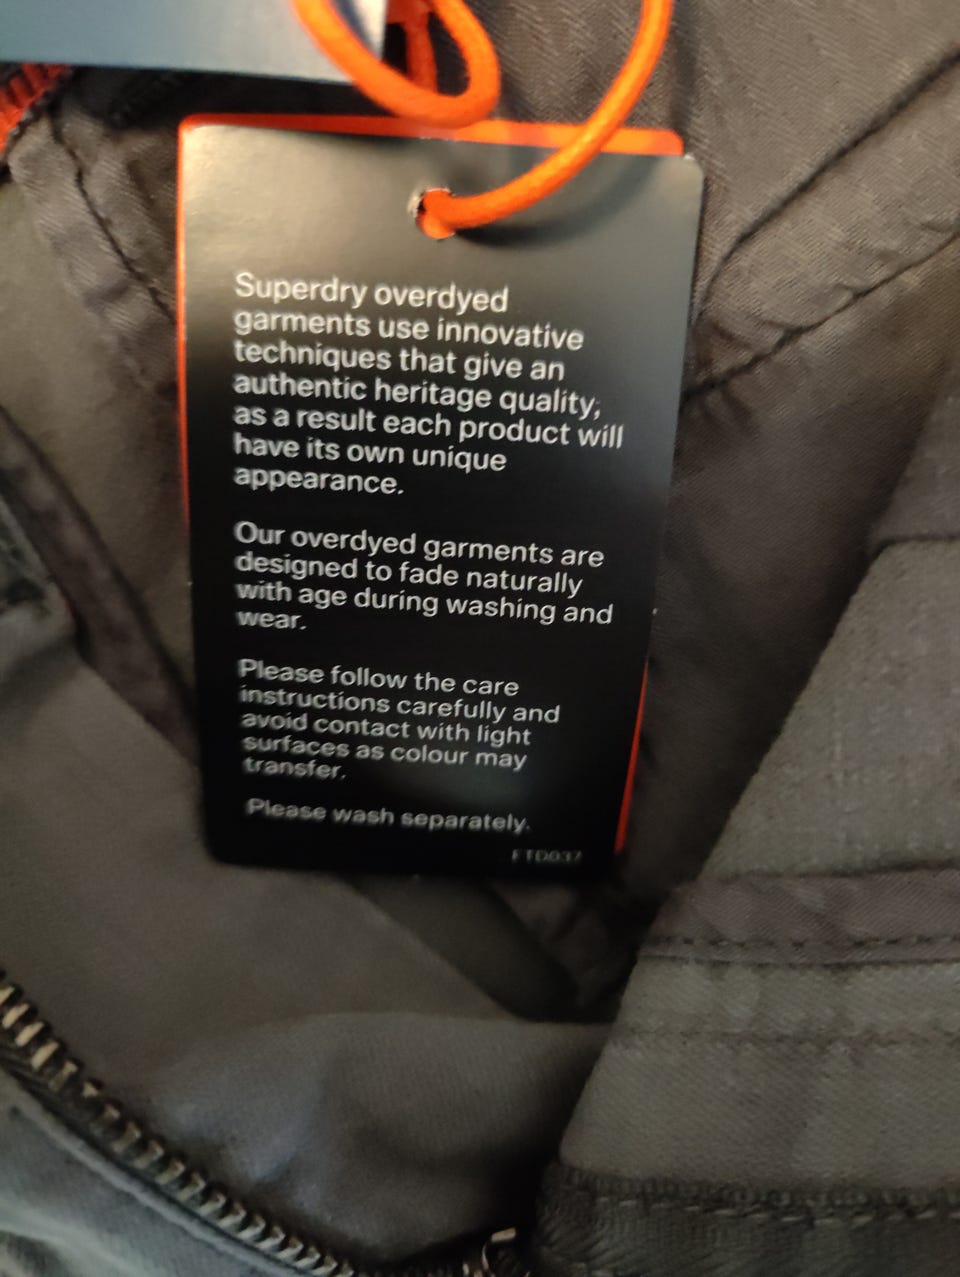 Superdry overdyed
garments use innovative
techniques that give an
authentic heritage quality;
as a result each product will
have its own unique
appearance.
Our overdyed garments are
designed to fade naturally
with age during washing and
wear.
Please follow the care
instructions carefully and
avoid contact with light
surfaces as colour may
transfer.
Please wash separately.
FTD037